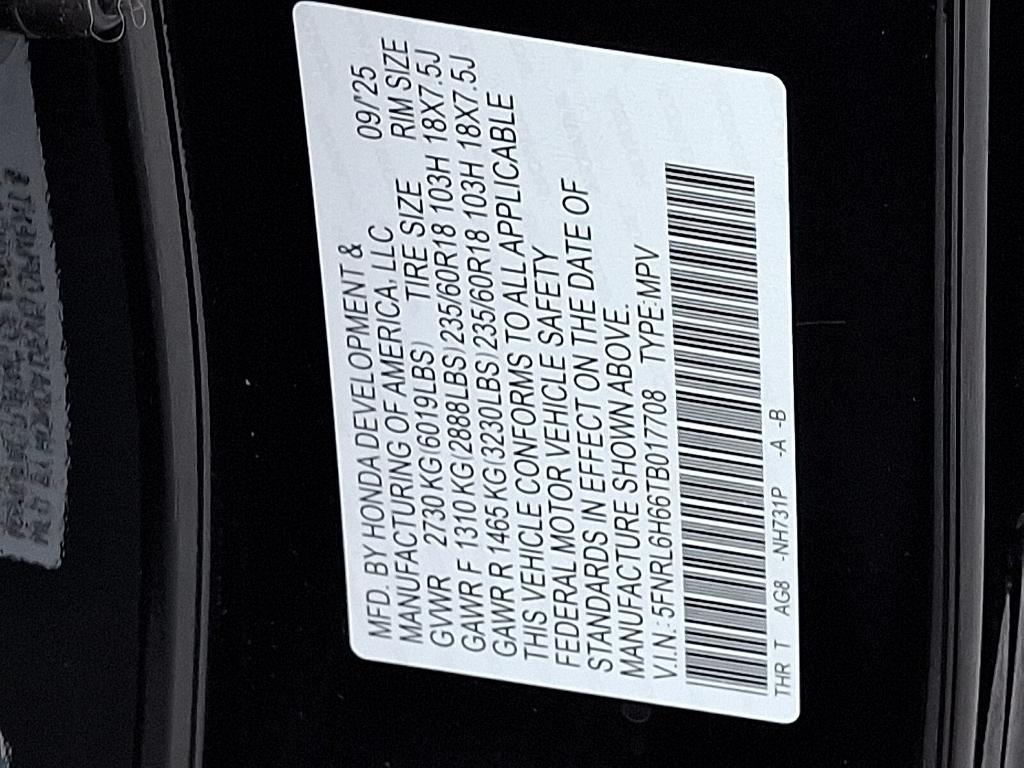 MFD. BY HONDA DEVELOPMENT & 09/'25
MANUFACTURING OF AMERICA, LLC
GVWR 2730 KG(6019LBS) TIRE SIZE RIM SIZE
GAWR F 1310 KG(2888LBS) 235/60R18 103H 18X7.5J
GAWR R 1465 KG(3230LBS) 235/60R18 103H 18X7.5J
THIS VEHICLE CONFORMS TO ALL APPLICABLE
FEDERAL MOTOR VEHICLE SAFETY
STANDARDS IN EFFECT ON THE DATE OF
MANUFACTURE SHOWN ABOVE.
V.I.N.: 5FNRL6H66TB017708 TYPE:MPV
THR T AG8 -NH731P -A -B